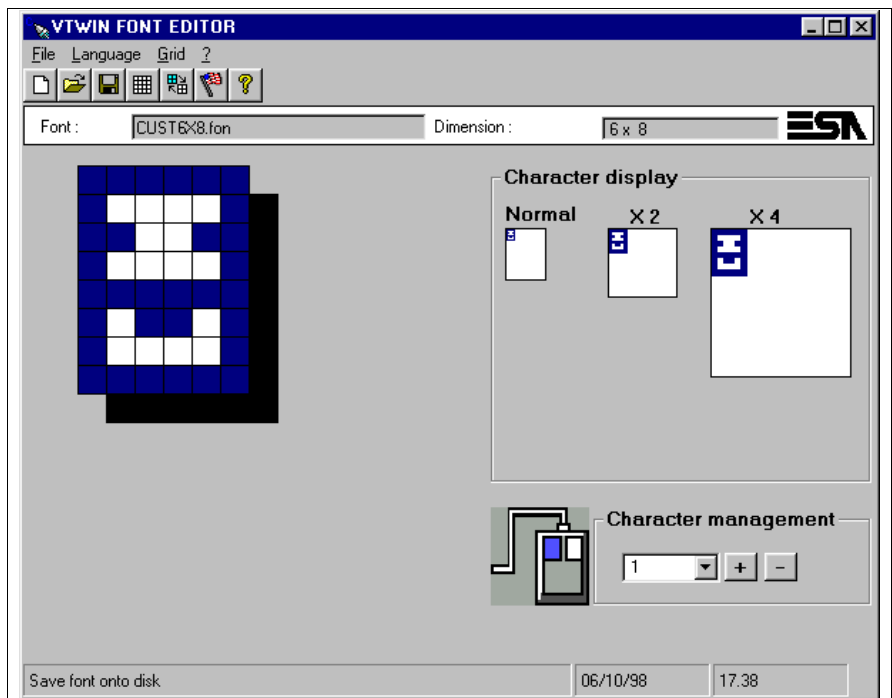 VTWIN FONT EDITOR
File Language Grid ?
Font : CUST6X8.fon Dimension : 6 x 8 ESA
Character display
Normal X 2 X 4
Character management
1 + -
Save font onto disk 06/10/98 17.38